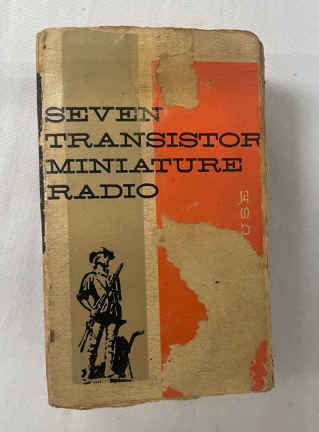 SEVEN
TRANSISTOR
MINIATURE
RADIO
USE